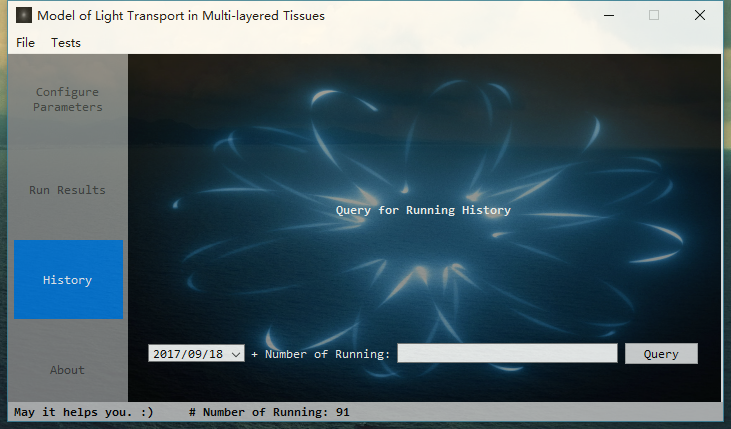 Model of Light Transport in Multi-layered Tissues
File Tests
Configure
Parameters
Run Results
Query for Running History
History
2017/09/18 + Number of Running: Query
About
May it helps you. :) # Number of Running: 91